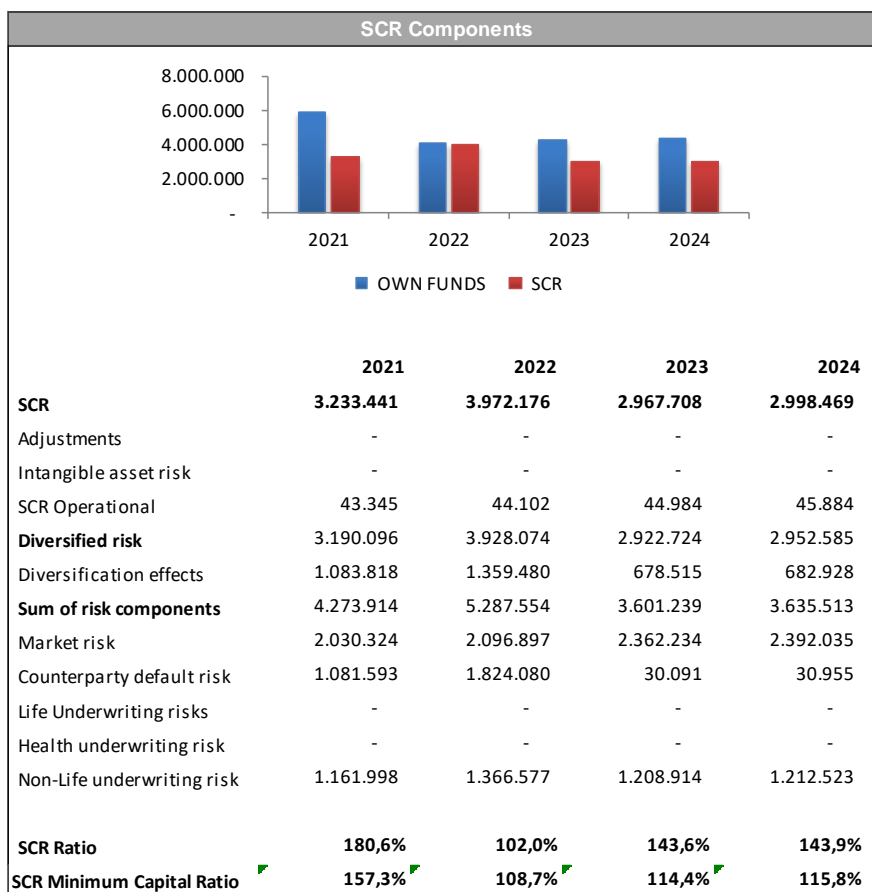 SCR Components
8.000.000
6.000.000
4.000.000
2.000.000
-
2021 2022 2023 2024
OWN FUNDS SCR
2021 2022 2023 2024
SCR 3.233.441 3.972.176 2.967.708 2.998.469
Adjustments - - - -
Intangible asset risk - - - -
SCR Operational 43.345 44.102 44.984 45.884
Diversified risk 3.190.096 3.928.074 2.922.724 2.952.585
Diversification effects 1.083.818 1.359.480 678.515 682.928
Sum of risk components 4.273.914 5.287.554 3.601.239 3.635.513
Market risk 2.030.324 2.096.897 2.362.234 2.392.035
Counterparty default risk 1.081.593 1.824.080 30.091 30.955
Life Underwriting risks - - - -
Health underwriting risk - - - -
Non-Life underwriting risk 1.161.998 1.366.577 1.208.914 1.212.523
SCR Ratio 180,6% 102,0% 143,6% 143,9%
SCR Minimum Capital Ratio 157,3% 108,7% 114,4% 115,8%